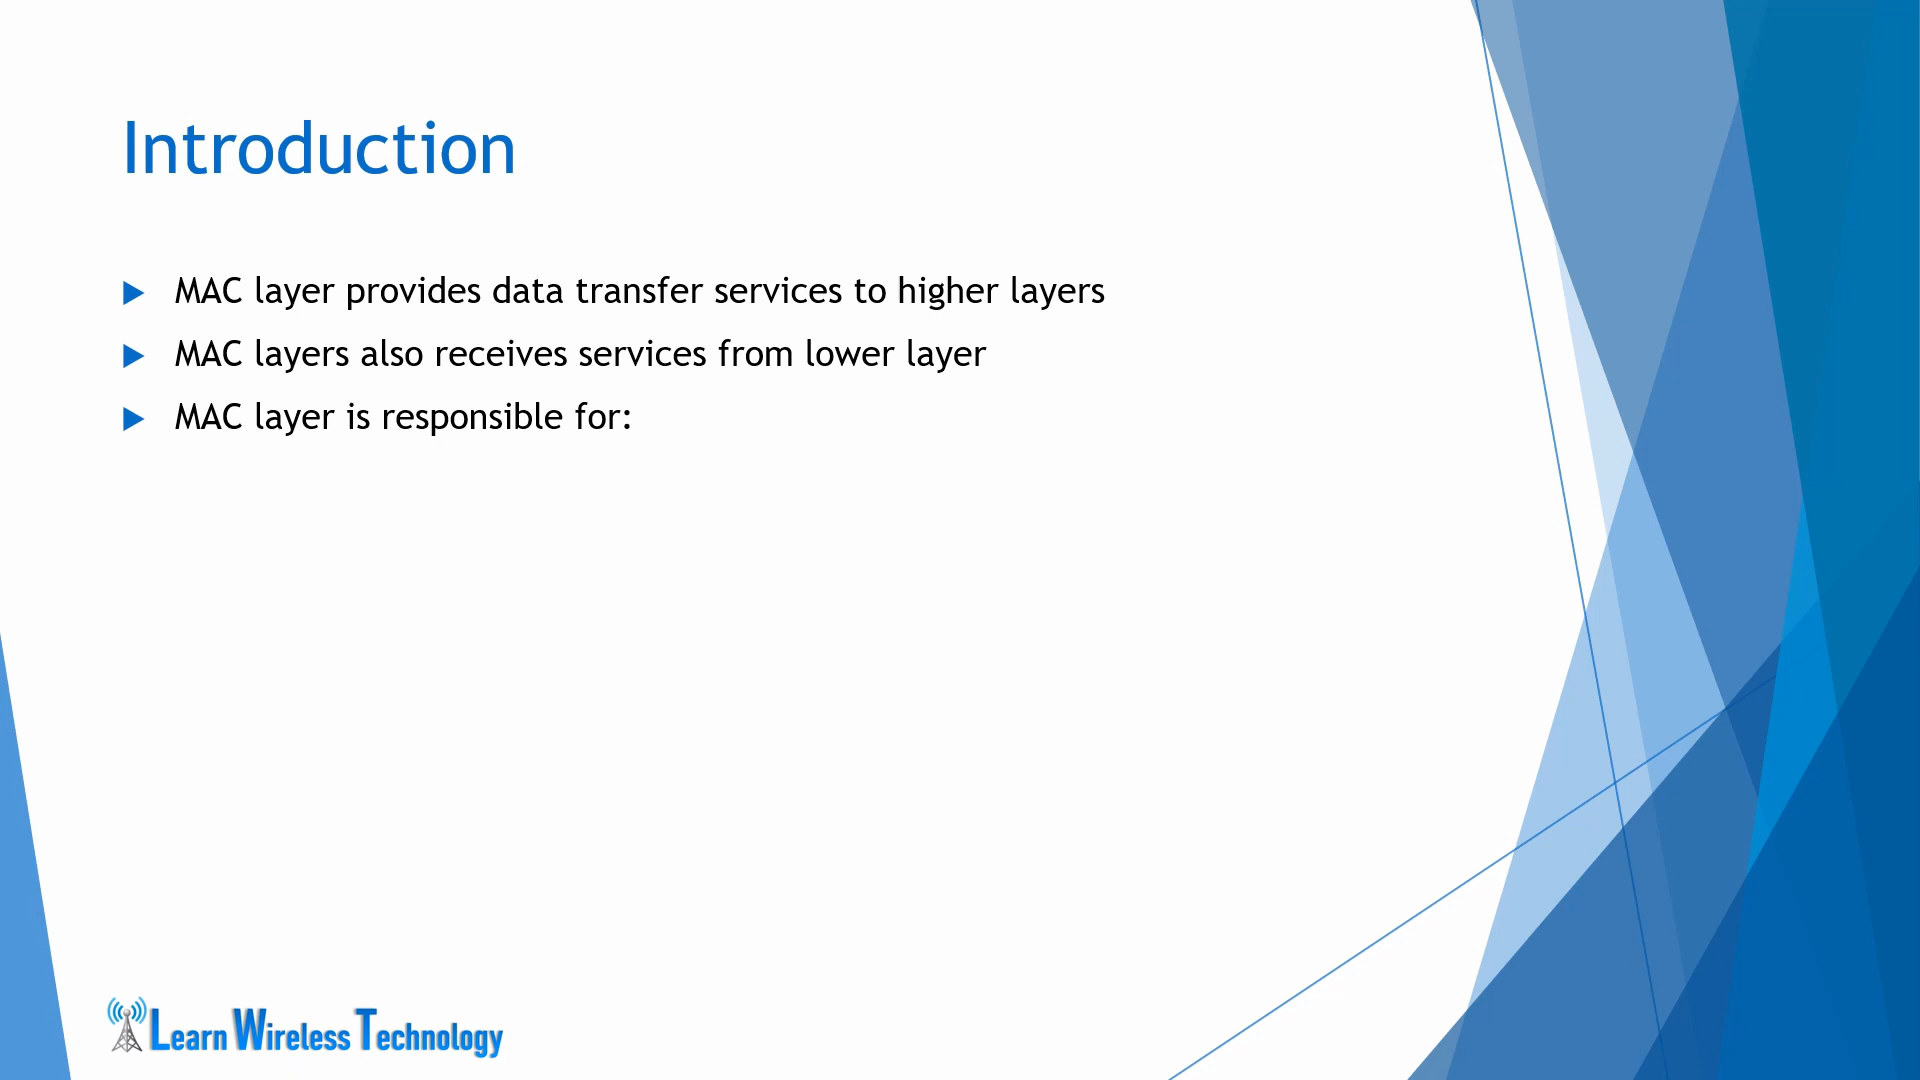 Introduction
MAC layer provides data transfer services to higher layers
MAC layers also receives services from lower layer
MAC layer is responsible for:
Learn Wireless Technology